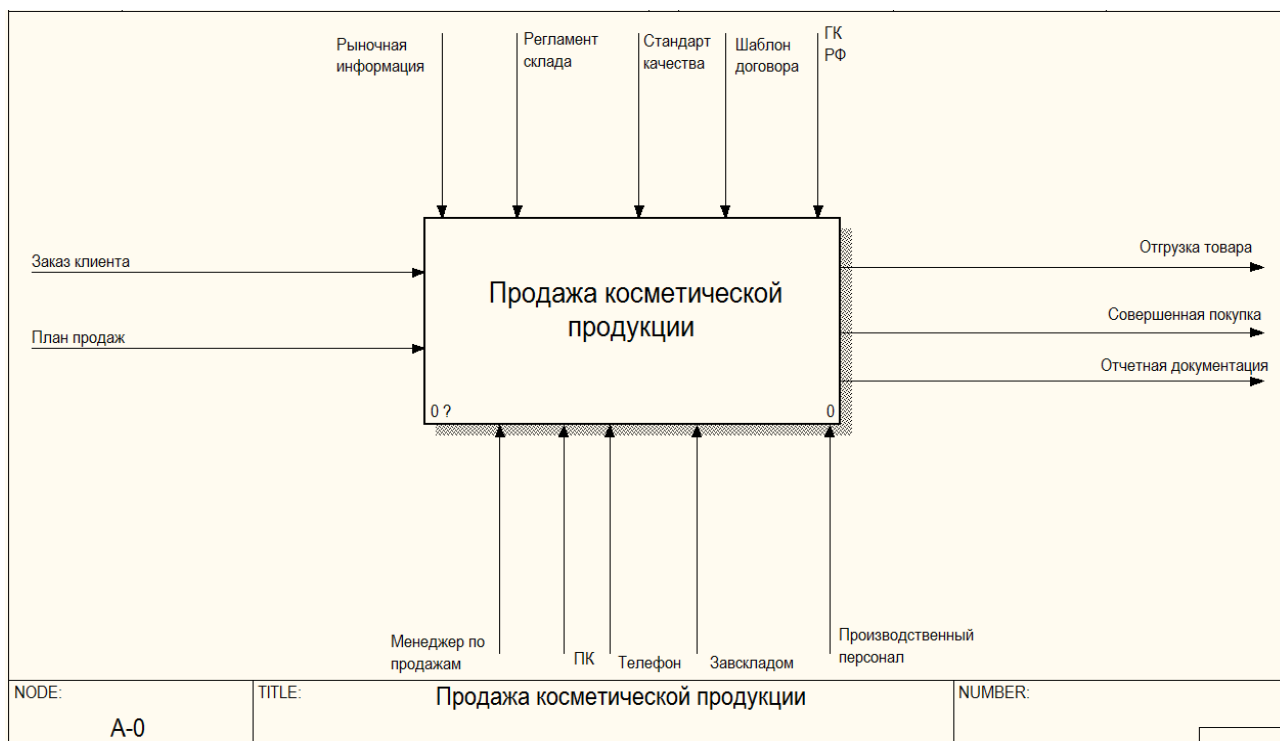 Рыночная
информация
Регламент
склада
Стандарт
качества
Шаблон
договора
ГК
РФ
Заказ клиента
План продаж
Продажа косметической
продукции
0 ?
0
Отгрузка товара
Совершенная покупка
Отчетная документация
Менеджер по
продажам
ПК
Телефон
Завскладом
Производственный
персонал
NODE:
A-0
TITLE:
Продажа косметической продукции
NUMBER: